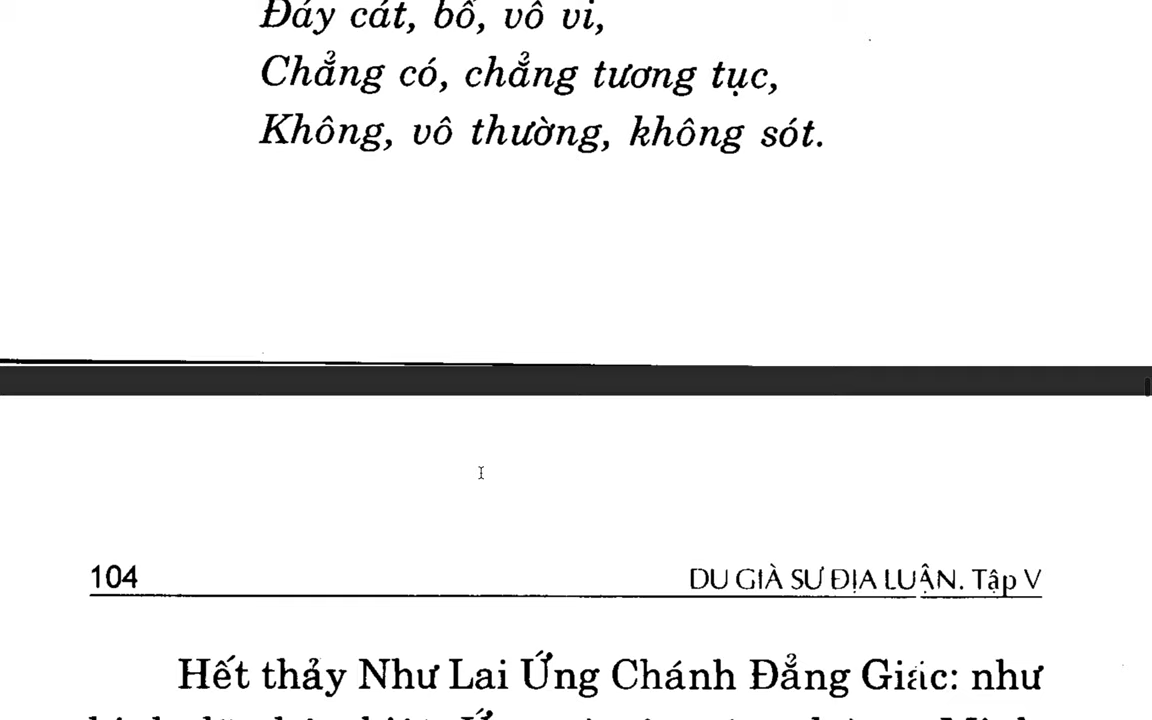 Đáy cát, bố, vô vi,
Chẳng có, chẳng tương tục,
Không, vô thường, không sót.
104
DU GIÀ SƯ ĐỊA LUẬN. Tập V
Hết thảy Như Lai Ứng Chánh Đẳng Giác: như